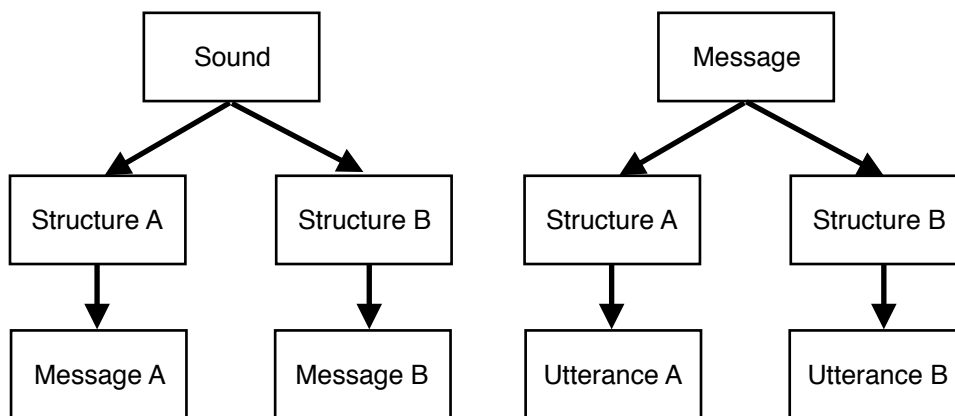 Sound
Message
Structure A
Structure B
Structure A
Structure B
Message A
Message B
Utterance A
Utterance B